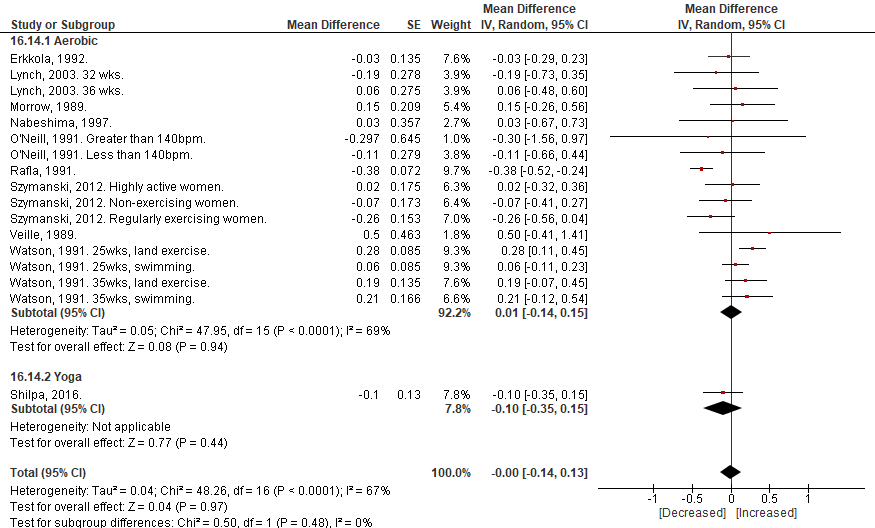 Mean Difference Mean Difference
Study or Subgroup Mean Difference SE Weight IV, Random, 95% CI IV, Random, 95% CI
16.14.1 Aerobic
Erkkola, 1992. -0.03 0.135 7.6% -0.03 [-0.29, 0.23]
Lynch, 2003. 32 wks. -0.19 0.278 3.9% -0.19 [-0.73, 0.35]
Lynch, 2003. 36 wks. 0.06 0.275 3.9% 0.06 [-0.48, 0.60]
Morrow, 1989. 0.15 0.209 5.4% 0.15 [-0.26, 0.56]
Nabeshima, 1997. 0.03 0.357 2.7% 0.03 [-0.67, 0.73]
O'Neill, 1991. Greater than 140bpm. -0.297 0.645 1.0% -0.30 [-1.56, 0.97]
O'Neill, 1991. Less than 140bpm. -0.11 0.279 3.8% -0.11 [-0.66, 0.44]
Rafla, 1991. -0.38 0.072 9.7% -0.38 [-0.52, -0.24]
Szymanski, 2012. Highly active women. 0.02 0.175 6.3% 0.02 [-0.32, 0.36]
Szymanski, 2012. Non-exercising women. -0.07 0.173 6.4% -0.07 [-0.41, 0.27]
Szymanski, 2012. Regularly exercising women. -0.26 0.153 7.0% -0.26 [-0.56, 0.04]
Veille, 1989. 0.5 0.463 1.8% 0.50 [-0.41, 1.41]
Watson, 1991. 25wks, land exercise. 0.28 0.085 9.3% 0.28 [0.11, 0.45]
Watson, 1991. 25wks, swimming. 0.06 0.085 9.3% 0.06 [-0.11, 0.23]
Watson, 1991. 35wks, land exercise. 0.19 0.135 7.6% 0.19 [-0.07, 0.45]
Watson, 1991. 35wks, swimming. 0.21 0.166 6.6% 0.21 [-0.12, 0.54]
Subtotal (95% CI) 92.2% 0.01 [-0.14, 0.15]
Heterogeneity: Tau² = 0.05; Chi² = 47.95, df = 15 (P < 0.0001); I² = 69%
Test for overall effect: Z = 0.08 (P = 0.94)
16.14.2 Yoga
Shilpa, 2016. -0.1 0.13 7.8% -0.10 [-0.35, 0.15]
Subtotal (95% CI) 7.8% -0.10 [-0.35, 0.15]
Heterogeneity: Not applicable
Test for overall effect: Z = 0.77 (P = 0.44)
Total (95% CI) 100.0% -0.00 [-0.14, 0.13]
Heterogeneity: Tau² = 0.04; Chi² = 48.26, df = 16 (P < 0.0001); I² = 67%
-1 -0.5 0 0.5 1
Test for overall effect: Z = 0.04 (P = 0.97)
[Decreased] [Increased]
Test for subgroup differences: Chi² = 0.50, df = 1 (P = 0.48), I² = 0%